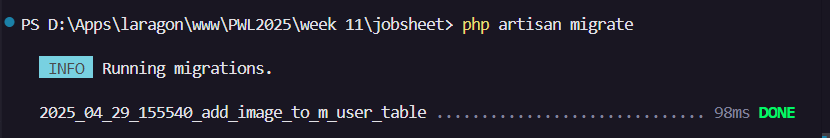 PS D:\Apps\laragon\www\PWL2025\week 11\jobsheet> php artisan migrate
INFO Running migrations.
2025_04_29_155540_add_image_to_m_user_table ............................... 98ms DONE